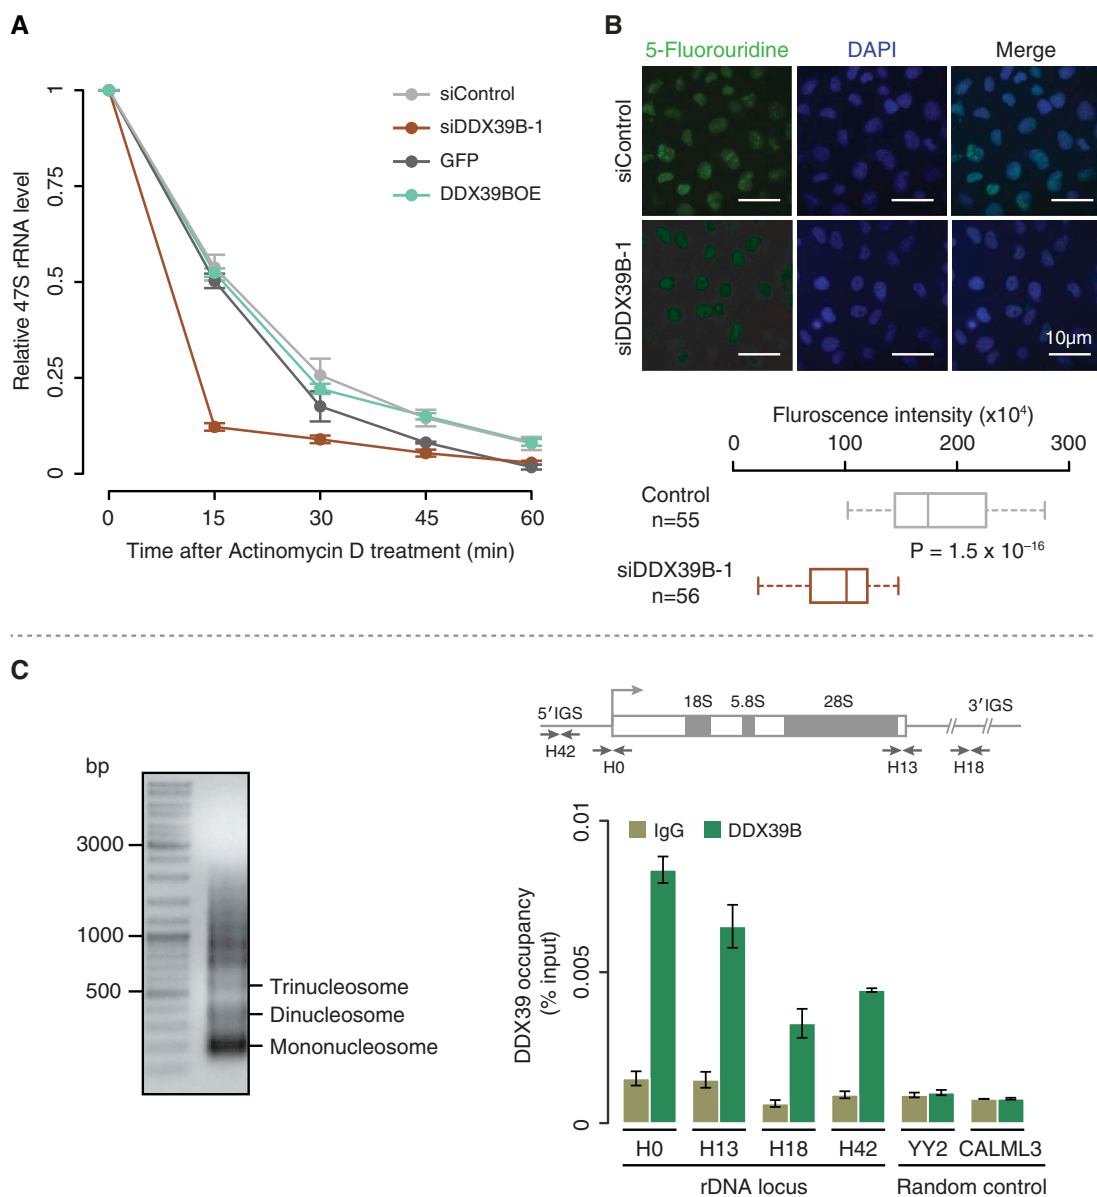 A
1
0.75
0.5
0.25
0
Relative 47S rRNA level
siControl
siDDX39B-1
GFP
DDX39BOE
0 15 30 45 60
Time after Actinomycin D treatment (min)
B
5-Fluorouridine DAPI Merge
siControl
siDDX39B-1
10μm
Fluroscence intensity (x10⁴)
0 100 200 300
Control
n=55
P = 1.5 x 10⁻¹⁶
siDDX39B-1
n=56
C
bp
3000
1000
500
Trinucleosome
Dinucleosome
Mononucleosome
18S 5.8S 28S
5′IGS 3′IGS
H42 H0 H13 H18
IgG DDX39B
0.01
0.005
0
DDX39 occupancy
(% input)
H0 H13 H18 H42 YY2 CALML3
rDNA locus Random control